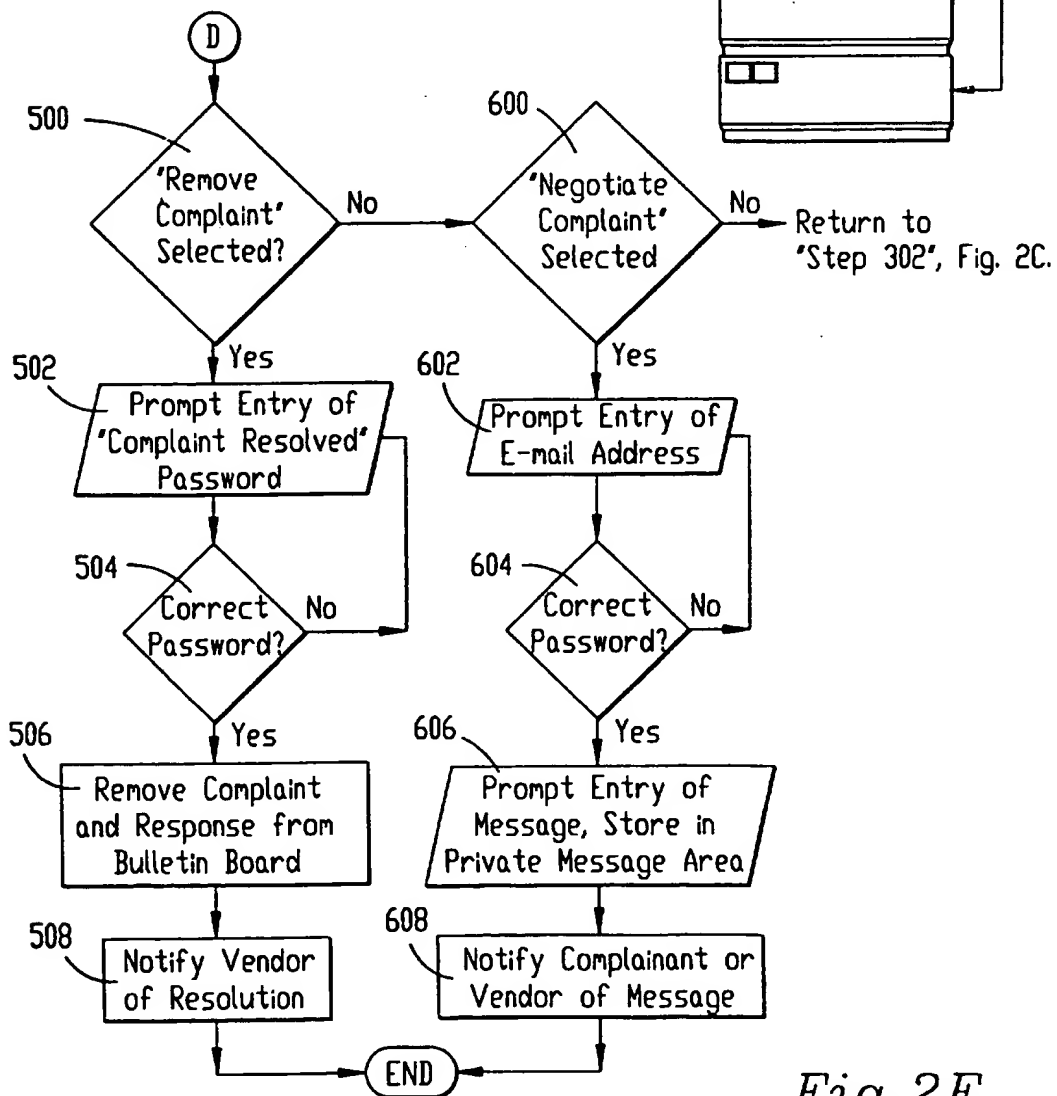 D
500
"Remove
Complaint"
Selected?
No
600
"Negotiate
Complaint"
Selected
No
Return to
"Step 302", Fig. 2C.
Yes
502
Prompt Entry of
"Complaint Resolved"
Password
Yes
602
Prompt Entry of
E-mail Address
504
Correct
Password?
No
604
Correct
Password?
No
Yes
506
Remove Complaint
and Response from
Bulletin Board
Yes
606
Prompt Entry of
Message, Store in
Private Message Area
508
Notify Vendor
of Resolution
608
Notify Complainant or
Vendor of Message
END